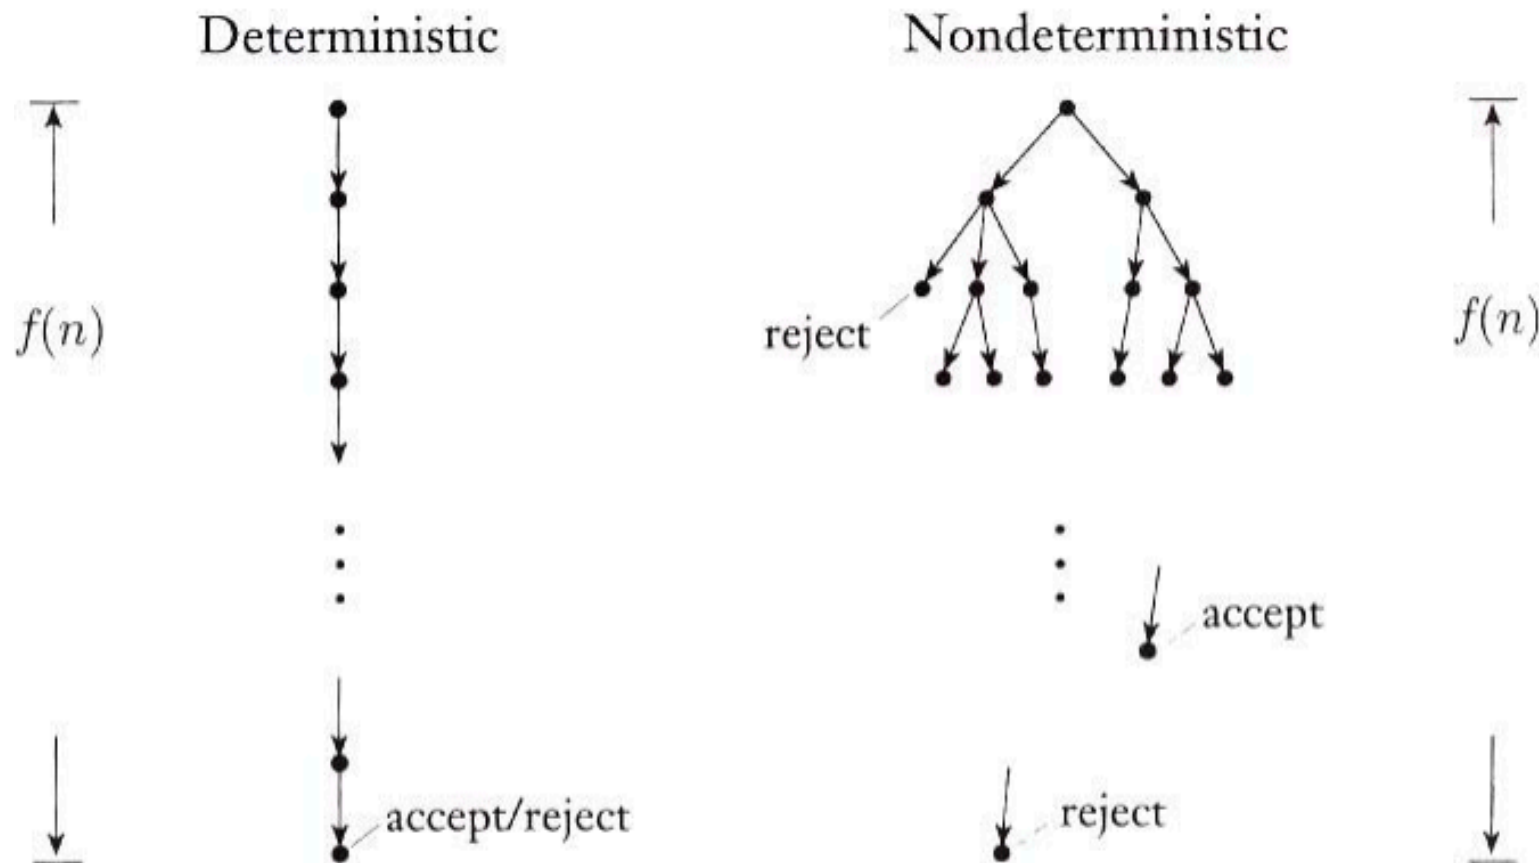 Deterministic
Nondeterministic
f(n)
reject
f(n)
accept
accept/reject
reject